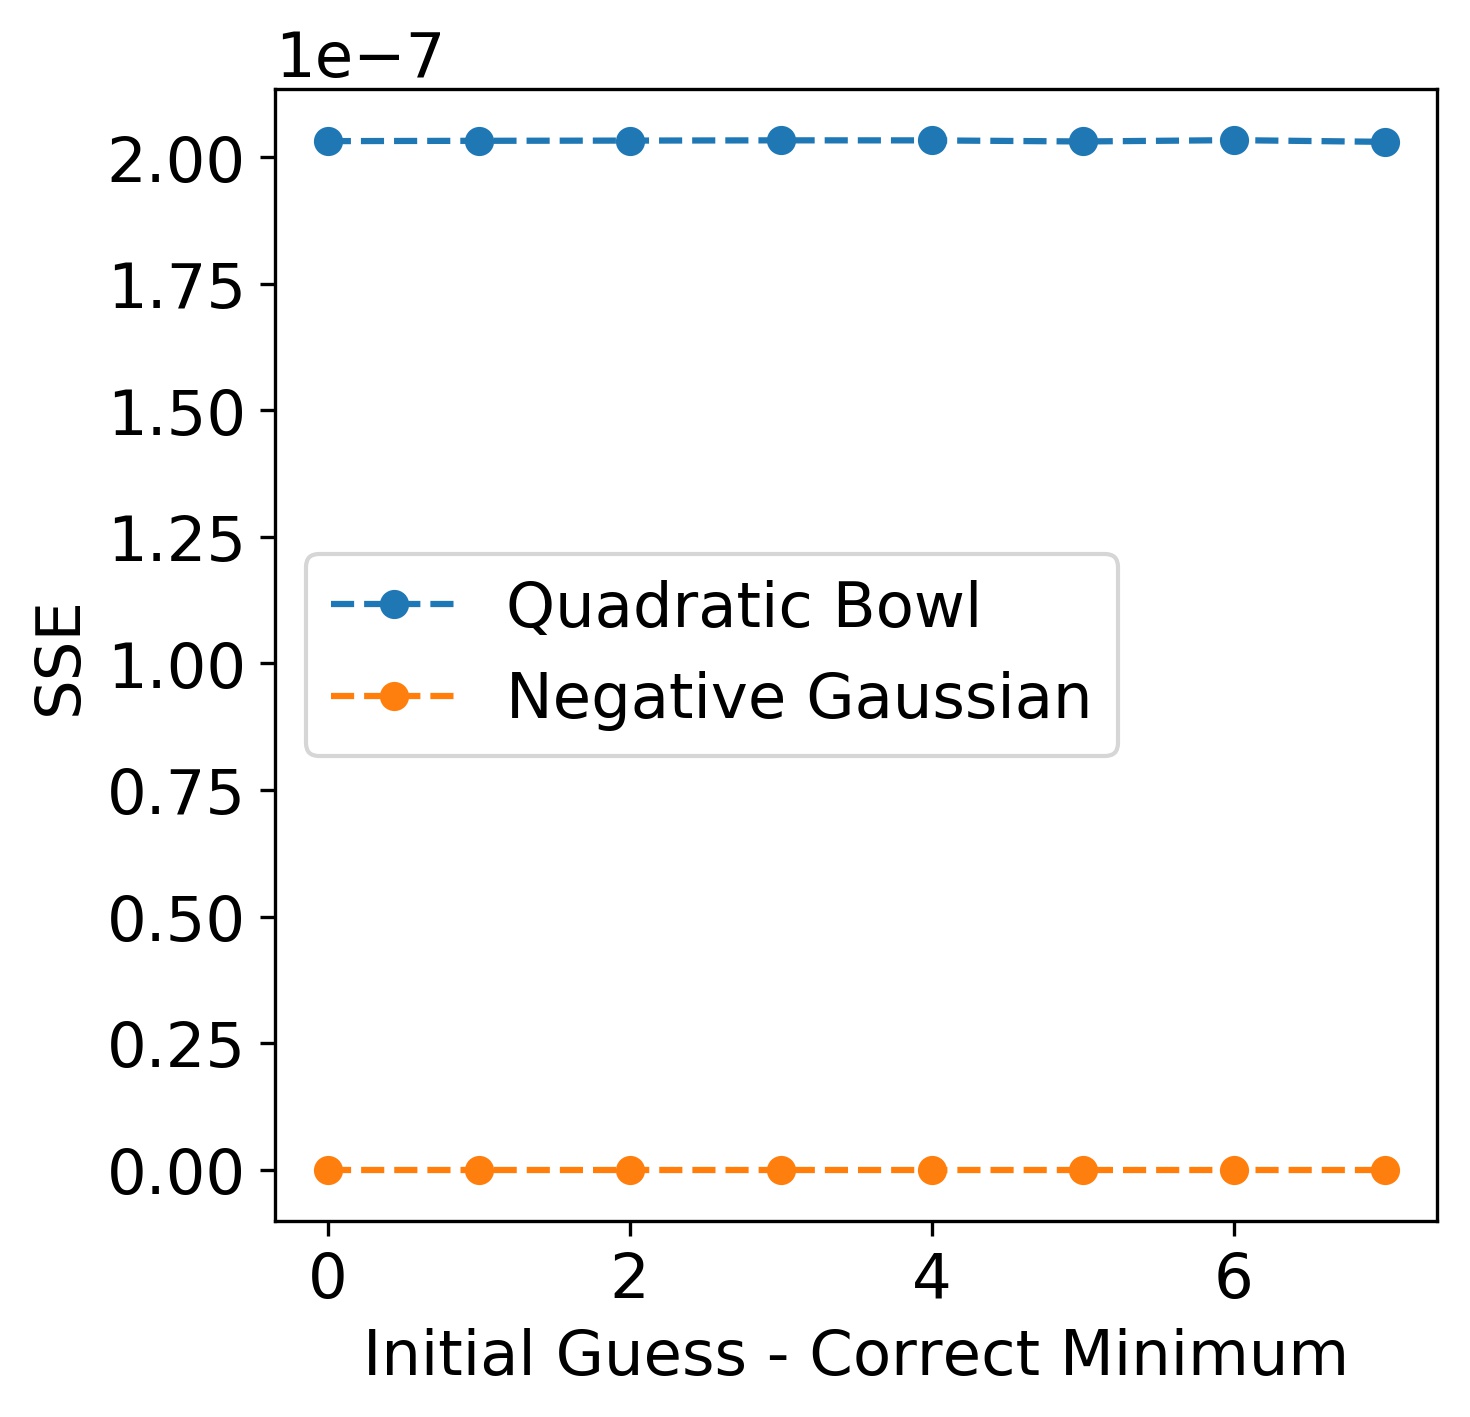 1e−7
2.00
1.75
1.50
1.25
1.00
0.75
0.50
0.25
0.00
SSE
Quadratic Bowl
Negative Gaussian
0 2 4 6
Initial Guess - Correct Minimum